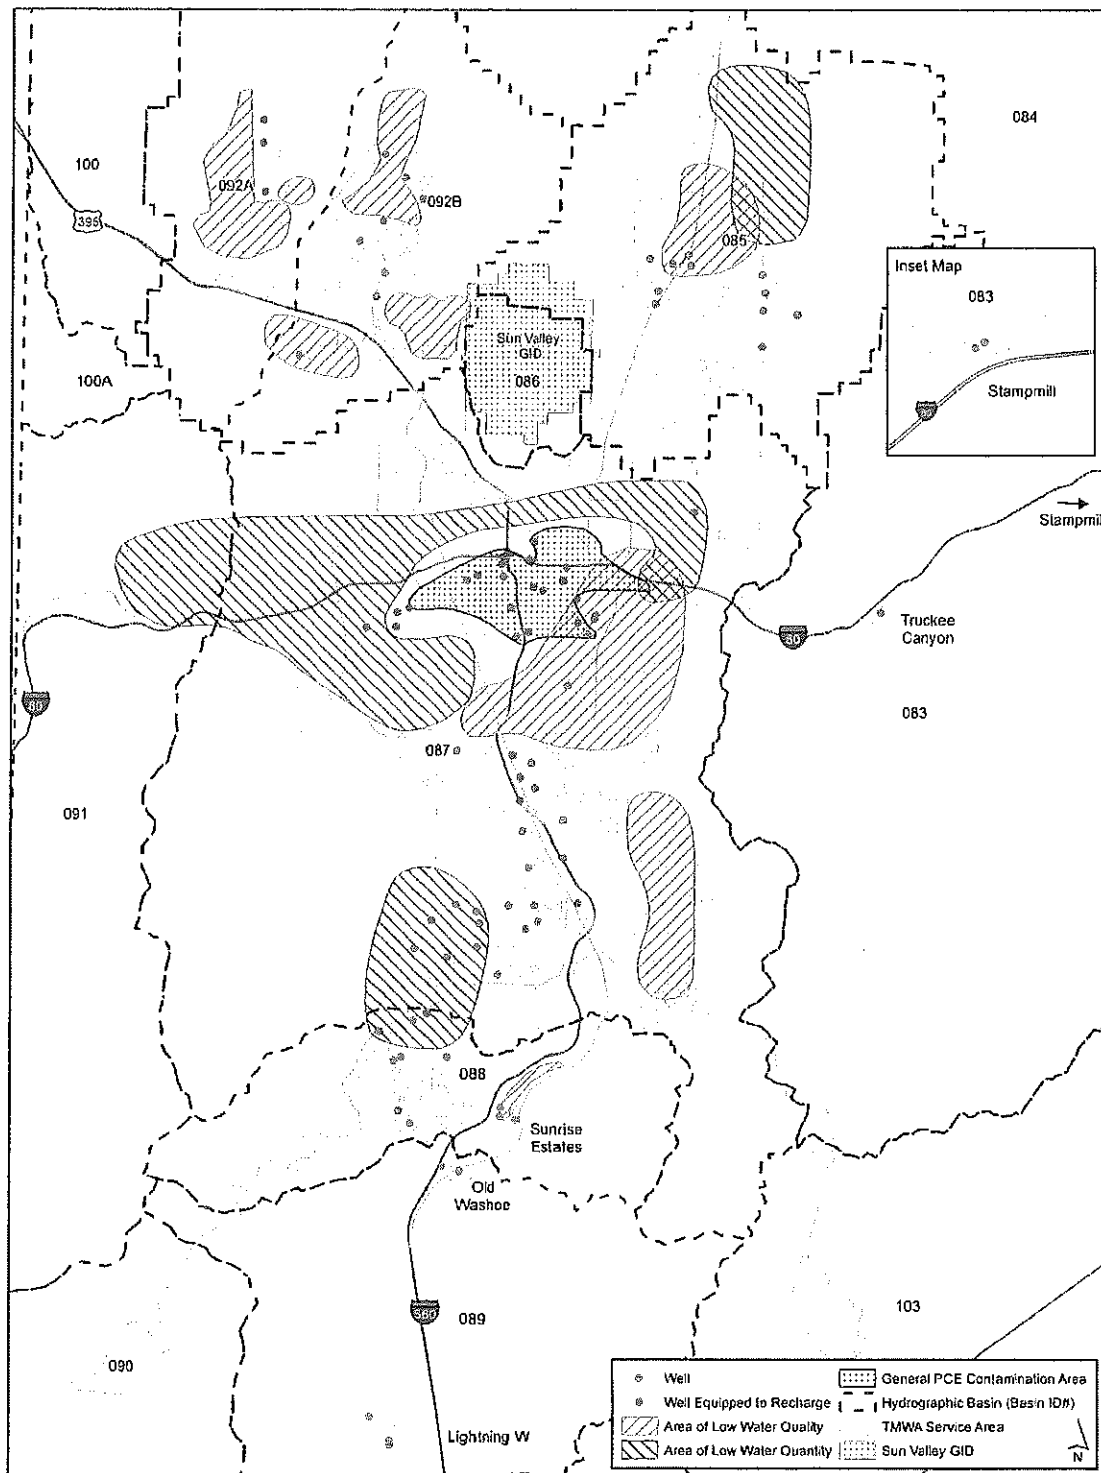 084
100
092A
092B
395
085
Inset Map
083
Stampmill
Sun Valley
GID
086
100A
Stampmill
80
Truckee
Canyon
80
083
087
091
088
Sunrise
Estates
Old
Washoe
580
089
103
090
Lightning W
Well
Well Equipped to Recharge
Area of Low Water Quality
Area of Low Water Quantity
General PCE Contamination Area
Hydrographic Basin (Basin ID#)
TMWA Service Area
Sun Valley GID
N